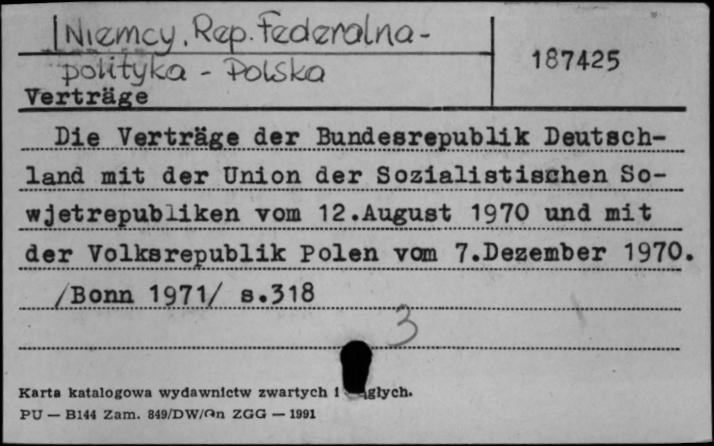 Niemcy, Rep. Federalna-
polityka - Polska
187425
Verträge
Die Verträge der Bundesrepublik Deutsch-
land mit der Union der Sozialistischen So-
wjetrepubliken vom 12.August 1970 und mit
der Volksrepublik Polen vom 7.Dezember 1970.
/Bonn 1971/ s.318
3
Karta katalogowa wydawnictw zwartych i
PU — B144 Zam. 849/DW/On ZGG — 1991